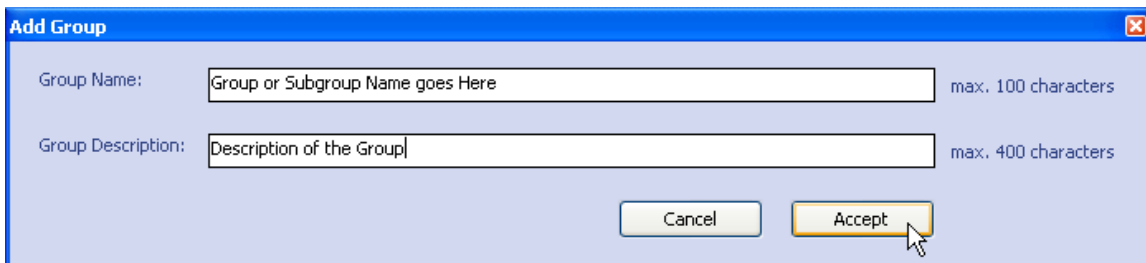 Add Group
Group Name: Group or Subgroup Name goes Here max. 100 characters
Group Description: Description of the Group max. 400 characters
Cancel Accept